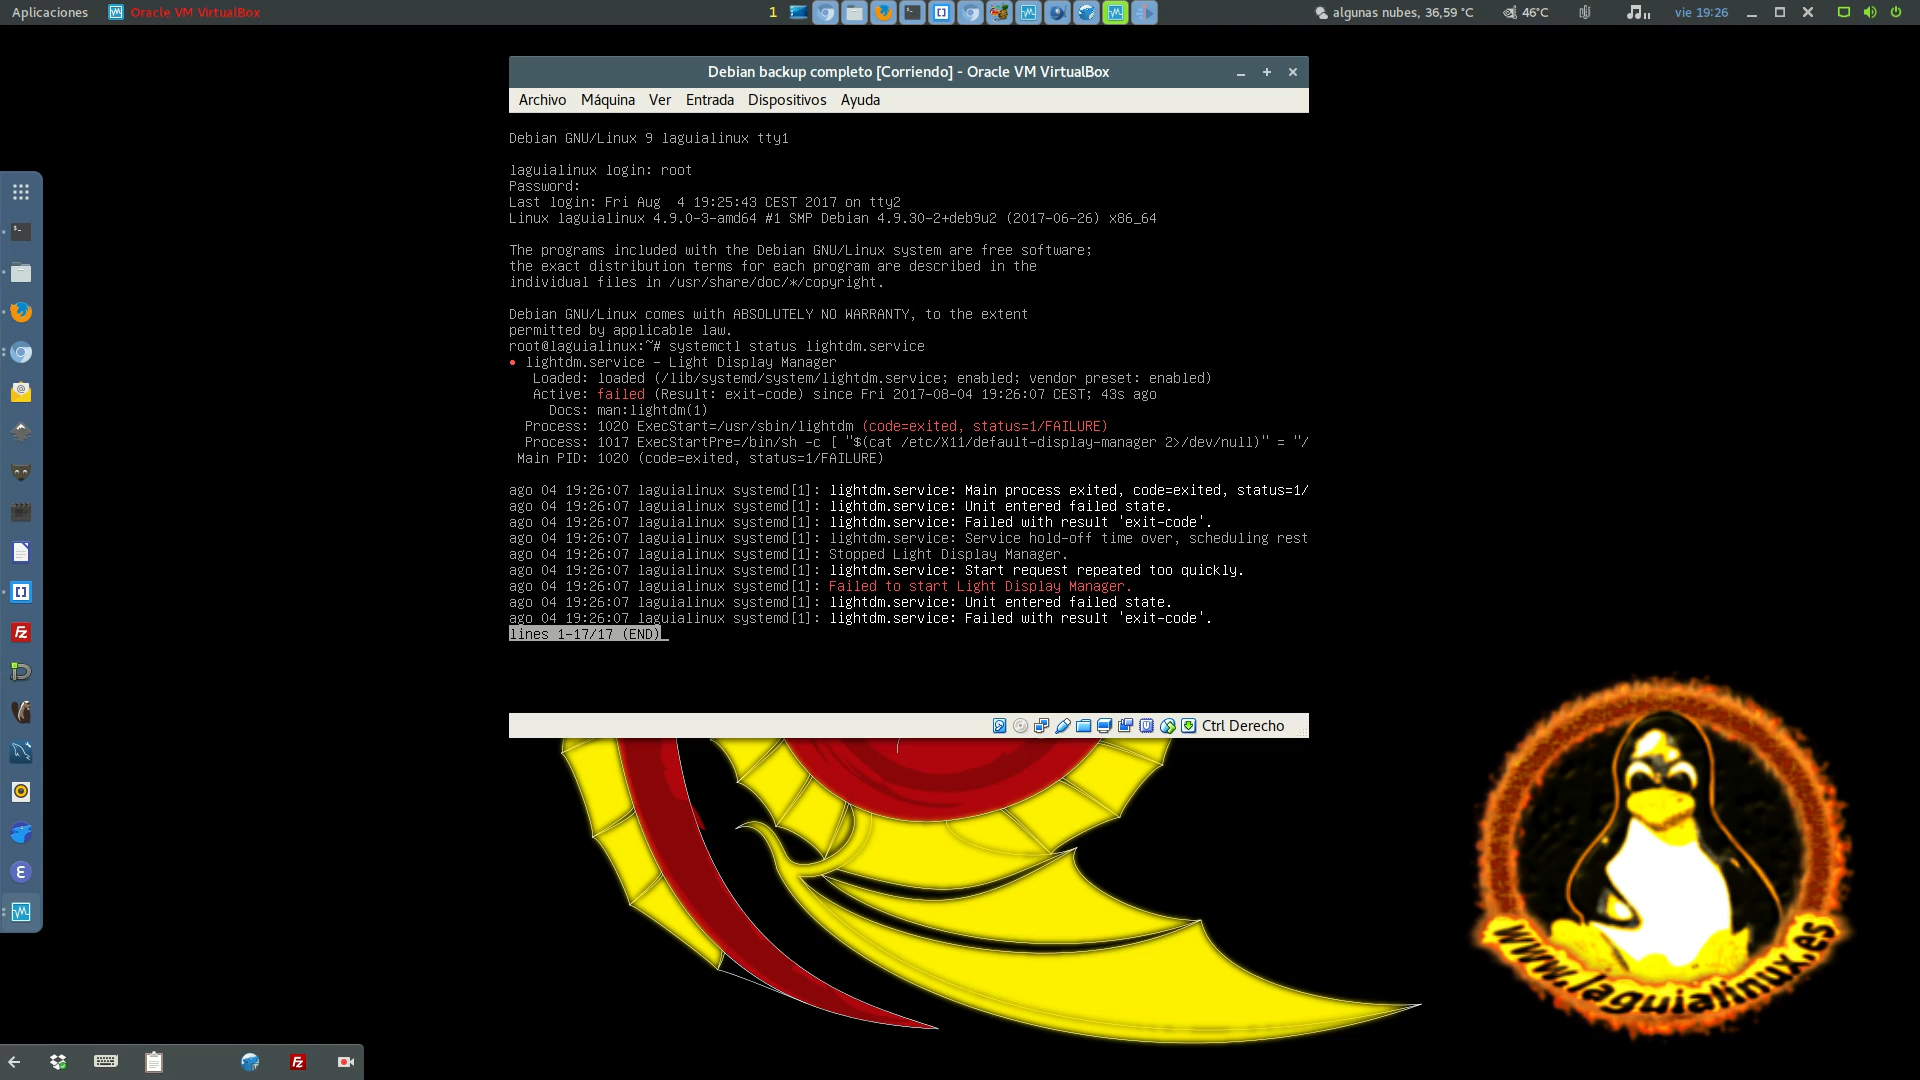 Aplicaciones
Oracle VM VirtualBox
1
algunas nubes, 36,59 °C
46°C
vie 19:26
Debian backup completo [Corriendo] - Oracle VM VirtualBox
Archivo Máquina Ver Entrada Dispositivos Ayuda
Debian GNU/Linux 9 laguialinux tty1
laguialinux login: root
Password:
Last login: Fri Aug  4 19:25:43 CEST 2017 on tty2
Linux laguialinux 4.9.0-3-amd64 #1 SMP Debian 4.9.30-2+deb9u2 (2017-06-26) x86_64
The programs included with the Debian GNU/Linux system are free software;
the exact distribution terms for each program are described in the
individual files in /usr/share/doc/*/copyright.
Debian GNU/Linux comes with ABSOLUTELY NO WARRANTY, to the extent
permitted by applicable law.
root@laguialinux:~# systemctl status lightdm.service
● lightdm.service - Light Display Manager
Loaded: loaded (/lib/systemd/system/lightdm.service; enabled; vendor preset: enabled)
Active: failed (Result: exit-code) since Fri 2017-08-04 19:26:07 CEST; 43s ago
Docs: man:lightdm(1)
Process: 1020 ExecStart=/usr/sbin/lightdm (code=exited, status=1/FAILURE)
Process: 1017 ExecStartPre=/bin/sh -c [ "$(cat /etc/X11/default-display-manager 2>/dev/null)" = "/
Main PID: 1020 (code=exited, status=1/FAILURE)
ago 04 19:26:07 laguialinux systemd[1]: lightdm.service: Main process exited, code=exited, status=1/
ago 04 19:26:07 laguialinux systemd[1]: lightdm.service: Unit entered failed state.
ago 04 19:26:07 laguialinux systemd[1]: lightdm.service: Failed with result 'exit-code'.
ago 04 19:26:07 laguialinux systemd[1]: lightdm.service: Service hold-off time over, scheduling rest
ago 04 19:26:07 laguialinux systemd[1]: Stopped Light Display Manager.
ago 04 19:26:07 laguialinux systemd[1]: lightdm.service: Start request repeated too quickly.
ago 04 19:26:07 laguialinux systemd[1]: Failed to start Light Display Manager.
ago 04 19:26:07 laguialinux systemd[1]: lightdm.service: Unit entered failed state.
ago 04 19:26:07 laguialinux systemd[1]: lightdm.service: Failed with result 'exit-code'.
lines 1-17/17 (END)
Ctrl Derecho
www.laguialinux.es